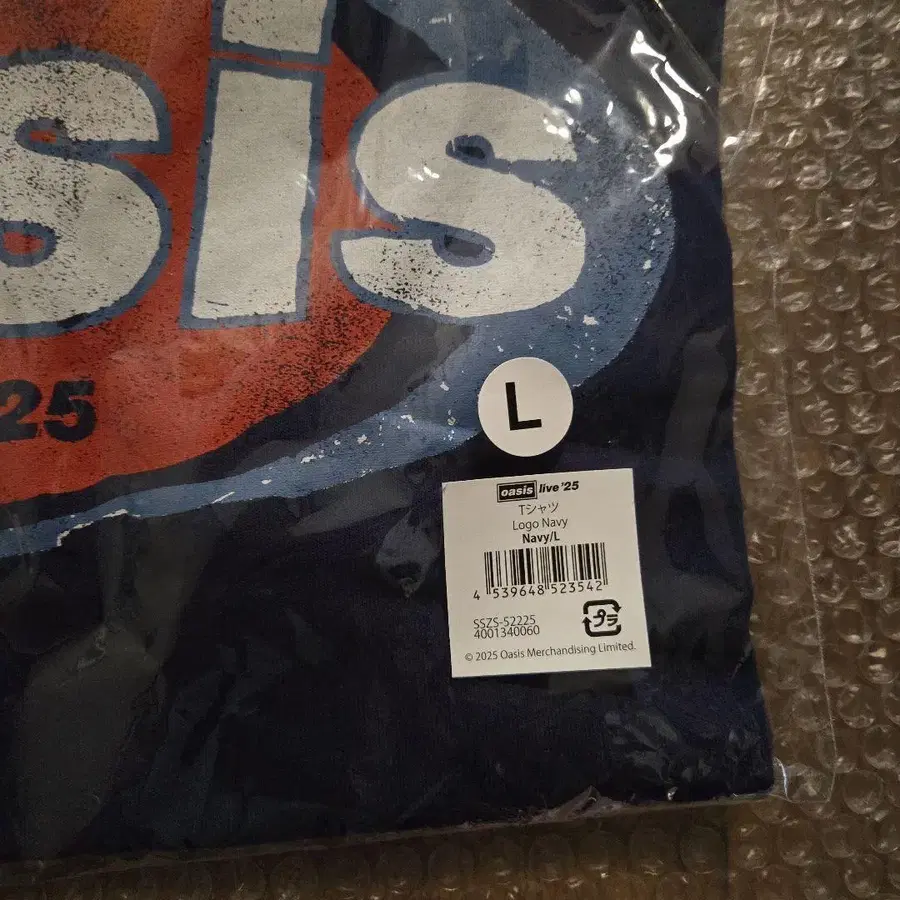 sis
'25
L
oasis live '25
Tシャツ
Logo Navy
Navy/L
4 539648 523542
SSZS-52225
4001340060
プラ
© 2025 Oasis Merchandising Limited.